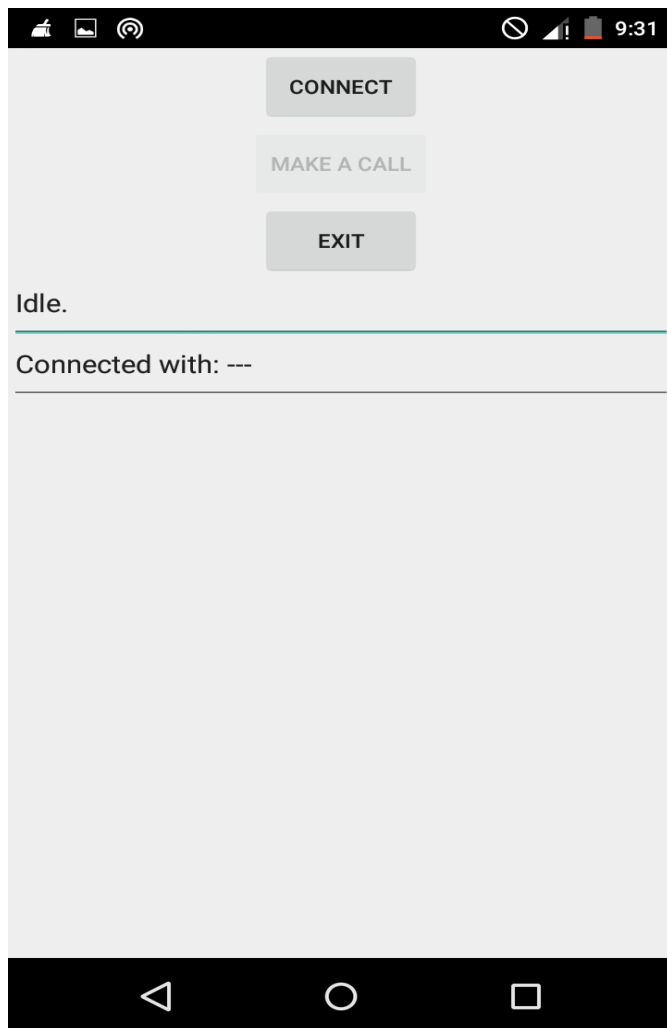 9:31
CONNECT
MAKE A CALL
EXIT
Idle.
Connected with: ---